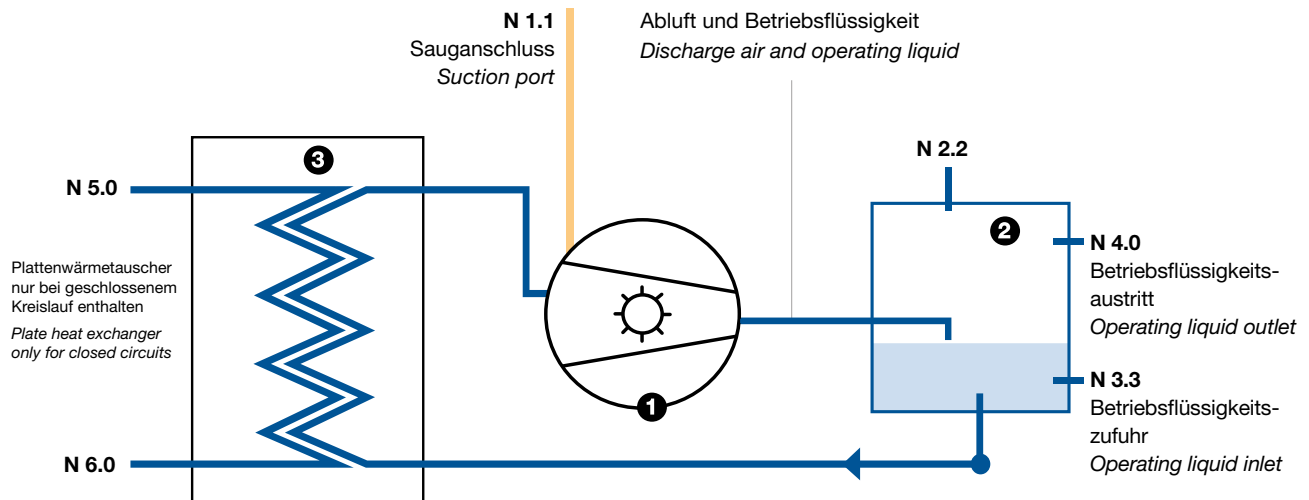 N 1.1
Sauganschluss
Suction port
Abluft und Betriebsflüssigkeit
Discharge air and operating liquid
3
N 5.0
Plattenwärmetauscher
nur bei geschlossenem
Kreislauf enthalten
Plate heat exchanger
only for closed circuits
N 6.0
1
N 2.2
2
N 4.0
Betriebsflüssigkeits-
austritt
Operating liquid outlet
N 3.3
Betriebsflüssigkeits-
zufuhr
Operating liquid inlet